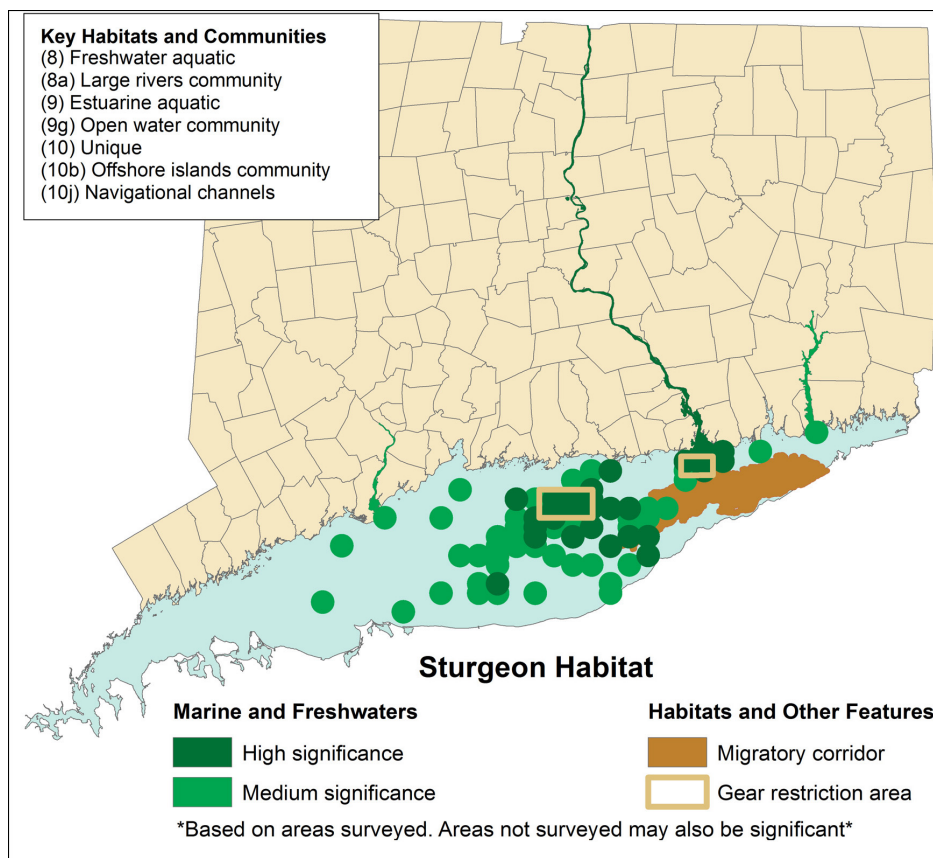 Key Habitats and Communities
(8) Freshwater aquatic
(8a) Large rivers community
(9) Estuarine aquatic
(9g) Open water community
(10) Unique
(10b) Offshore islands community
(10j) Navigational channels
Sturgeon Habitat
Marine and Freshwaters
High significance
Medium significance
Habitats and Other Features
Migratory corridor
Gear restriction area
*Based on areas surveyed. Areas not surveyed may also be significant*